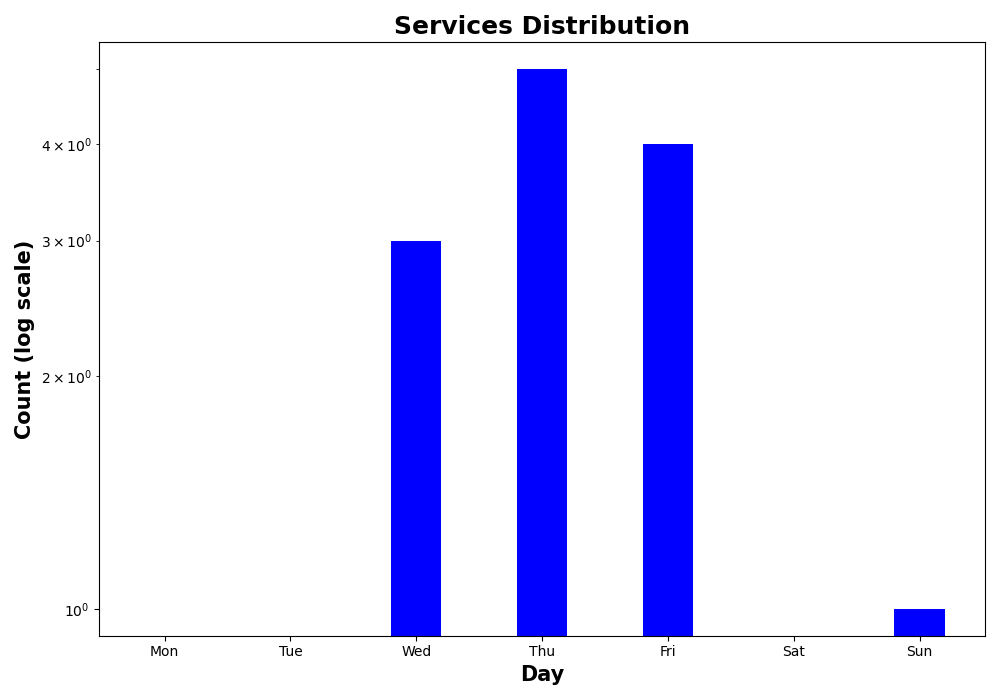 Services Distribution
Count (log scale)
4 × 10⁰
3 × 10⁰
2 × 10⁰
10⁰
Mon Tue Wed Thu Fri Sat Sun
Day